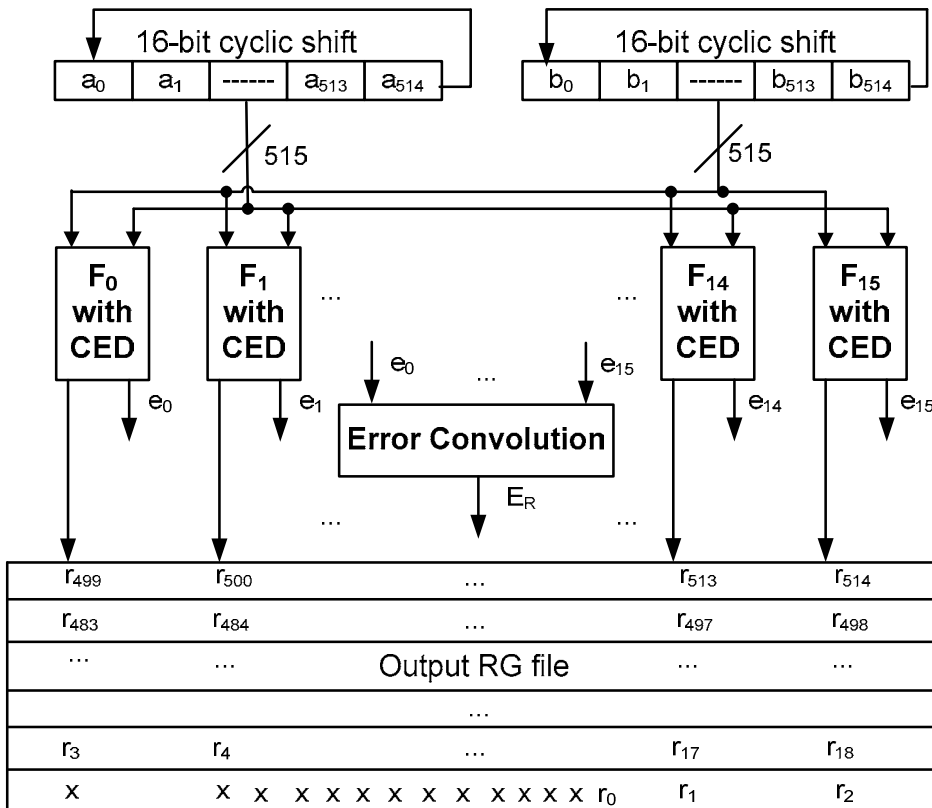 16-bit cyclic shift 16-bit cyclic shift
a0 a1 ------ a513 a514 b0 b1 ------ b513 b514
515 515
F0 with CED F1 with CED ... ... F14 with CED F15 with CED
e0 e1 e0 ... e15 e14 e15
Error Convolution
ER
... ...
r499 r500 ... r513 r514
r483 r484 ... r497 r498
... ... Output RG file ... ...
...
r3 r4 ... r17 r18
x x x x x x x x x x x x r0 r1 r2